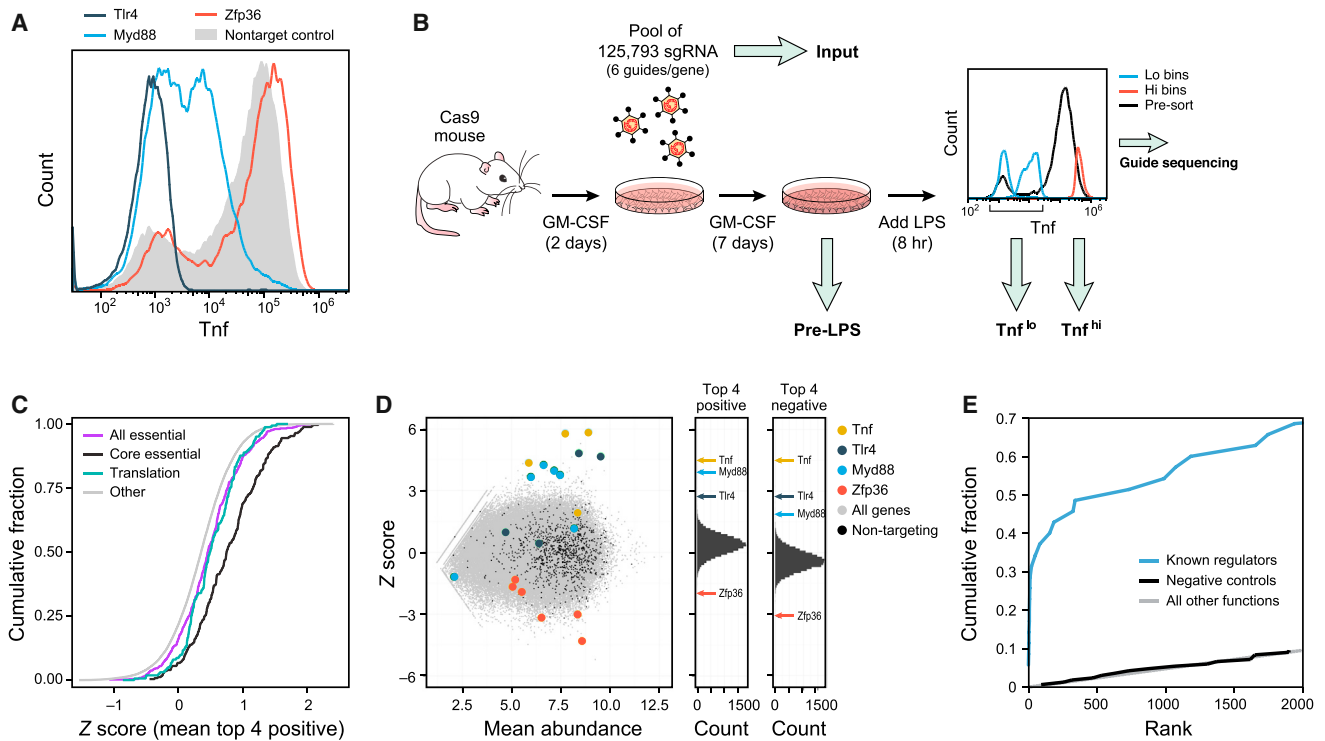 A
Tlr4
Zfp36
Myd88
Nontarget control
Count
10² 10³ 10⁴ 10⁵ 10⁶
Tnf
B
Pool of
125,793 sgRNA
(6 guides/gene)
Input
Cas9
mouse
GM-CSF
(2 days)
GM-CSF
(7 days)
Add LPS
(8 hr)
Pre-LPS
Lo bins
Hi bins
Pre-sort
Count
10² 10⁶
Tnf
Guide sequencing
Tnf lo
Tnf hi
C
1.00
0.75
0.50
0.25
0.00
Cumulative fraction
All essential
Core essential
Translation
Other
–1 0 1 2
Z score (mean top 4 positive)
D
6
3
0
–3
–6
Z score
2.5 5.0 7.5 10.0 12.5
Mean abundance
Top 4
positive
Tnf
Myd88
Tlr4
Zfp36
0 1500
Count
Top 4
negative
Tnf
Tlr4
Myd88
Zfp36
0 1500
Count
Tnf
Tlr4
Myd88
Zfp36
All genes
Non-targeting
E
0.7
0.6
0.5
0.4
0.3
0.2
0.1
0
Cumulative fraction
Known regulators
Negative controls
All other functions
0 500 1000 1500 2000
Rank